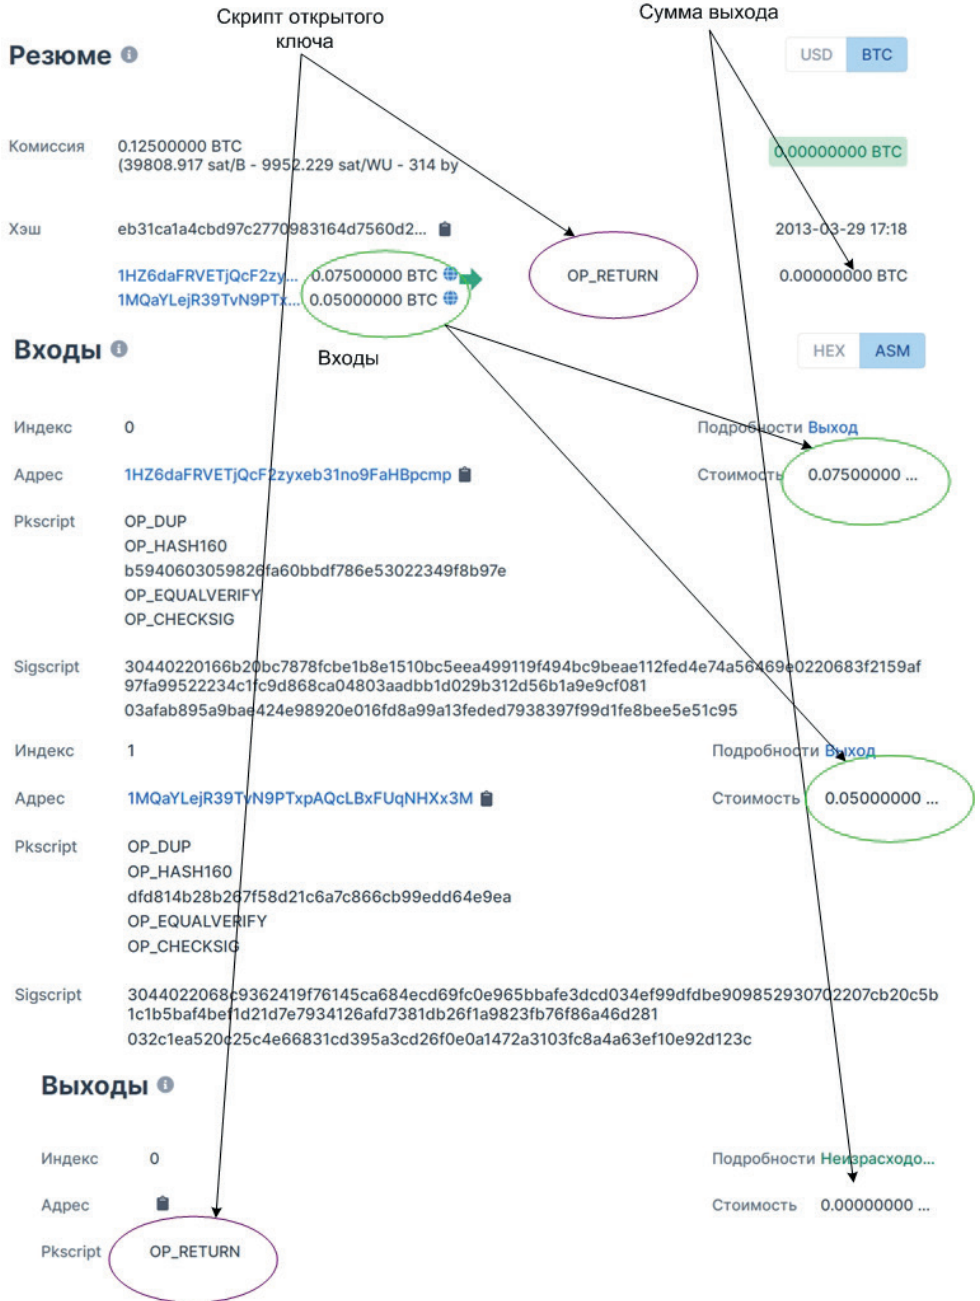 Скрипт открытого
ключа
Сумма выхода
Резюме
USD BTC
Комиссия 0.12500000 BTC 0.00000000 BTC
(39808.917 sat/B - 9952.229 sat/WU - 314 by
Хэш eb31ca1a4cbd97c2770983164d7560d2... 2013-03-29 17:18
1HZ6daFRVETjQcF2zy... 0.07500000 BTC OP_RETURN 0.00000000 BTC
1MQaYLejR39TvN9PTx... 0.05000000 BTC
Входы HEX ASM
Входы
Индекс 0 Подробности Выход
Адрес 1HZ6daFRVETjQcF2zyxeb31no9FaHBpcmp Стоимость 0.07500000 ...
Pkscript OP_DUP
OP_HASH160
b5940603059826fa60bbdf786e53022349f8b97e
OP_EQUALVERIFY
OP_CHECKSIG
Sigscript 30440220166b20bc7878fcbe1b8e1510bc5eea499119f494bc9beae112fed4e74a56469e0220683f2159af
97fa99522234c1fc9d868ca04803aadbb1d029b312d56b1a9e9cf081
03afab895a9bae424e98920e016fd8a99a13feded7938397f99d1fe8bee5e51c95
Индекс 1 Подробности Выход
Адрес 1MQaYLejR39TvN9PTxpAQcLBxFUqNHXx3M Стоимость 0.05000000 ...
Pkscript OP_DUP
OP_HASH160
dfd814b28b267f58d21c6a7c866cb99edd64e9ea
OP_EQUALVERIFY
OP_CHECKSIG
Sigscript 3044022068c9362419f76145ca684ecd69fc0e965bbafe3dcd034ef99dfdbe909852930702207cb20c5b
1c1b5baf4bef1d21d7e7934126afd7381db26f1a9823fb76f86a46d281
032c1ea520c25c4e66831cd395a3cd26f0e0a1472a3103fc8a4a63ef10e92d123c
Выходы
Индекс 0 Подробности Неизрасходо...
Адрес Стоимость 0.00000000 ...
Pkscript OP_RETURN